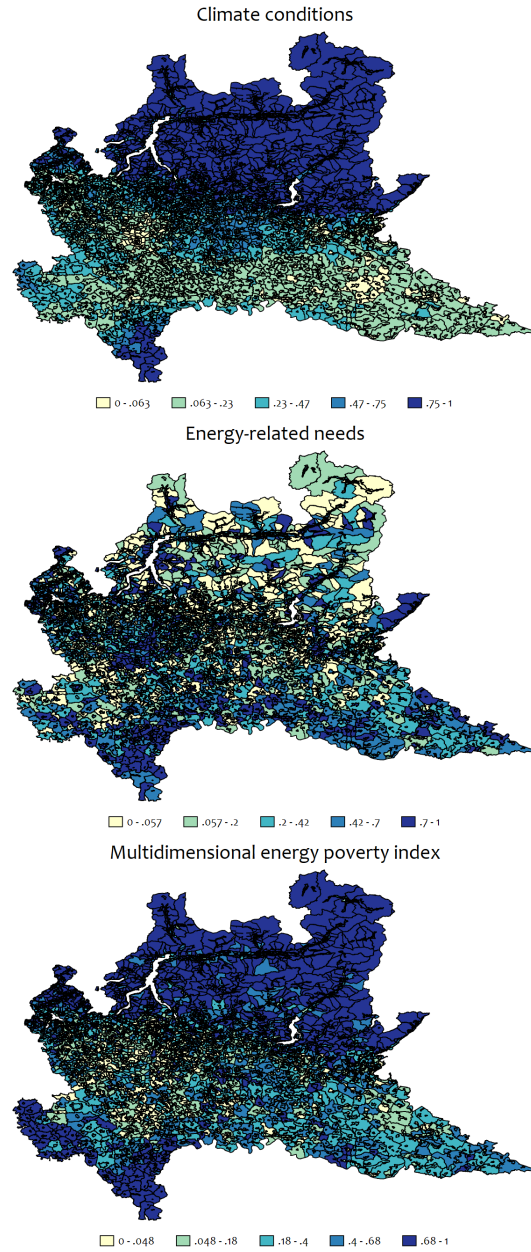 Climate conditions
0 - .063 .063 - .23 .23 - .47 .47 - .75 .75 - 1
Energy-related needs
0 - .057 .057 - .2 .2 - .42 .42 - .7 .7 - 1
Multidimensional energy poverty index
0 - .048 .048 - .18 .18 - .4 .4 - .68 .68 - 1